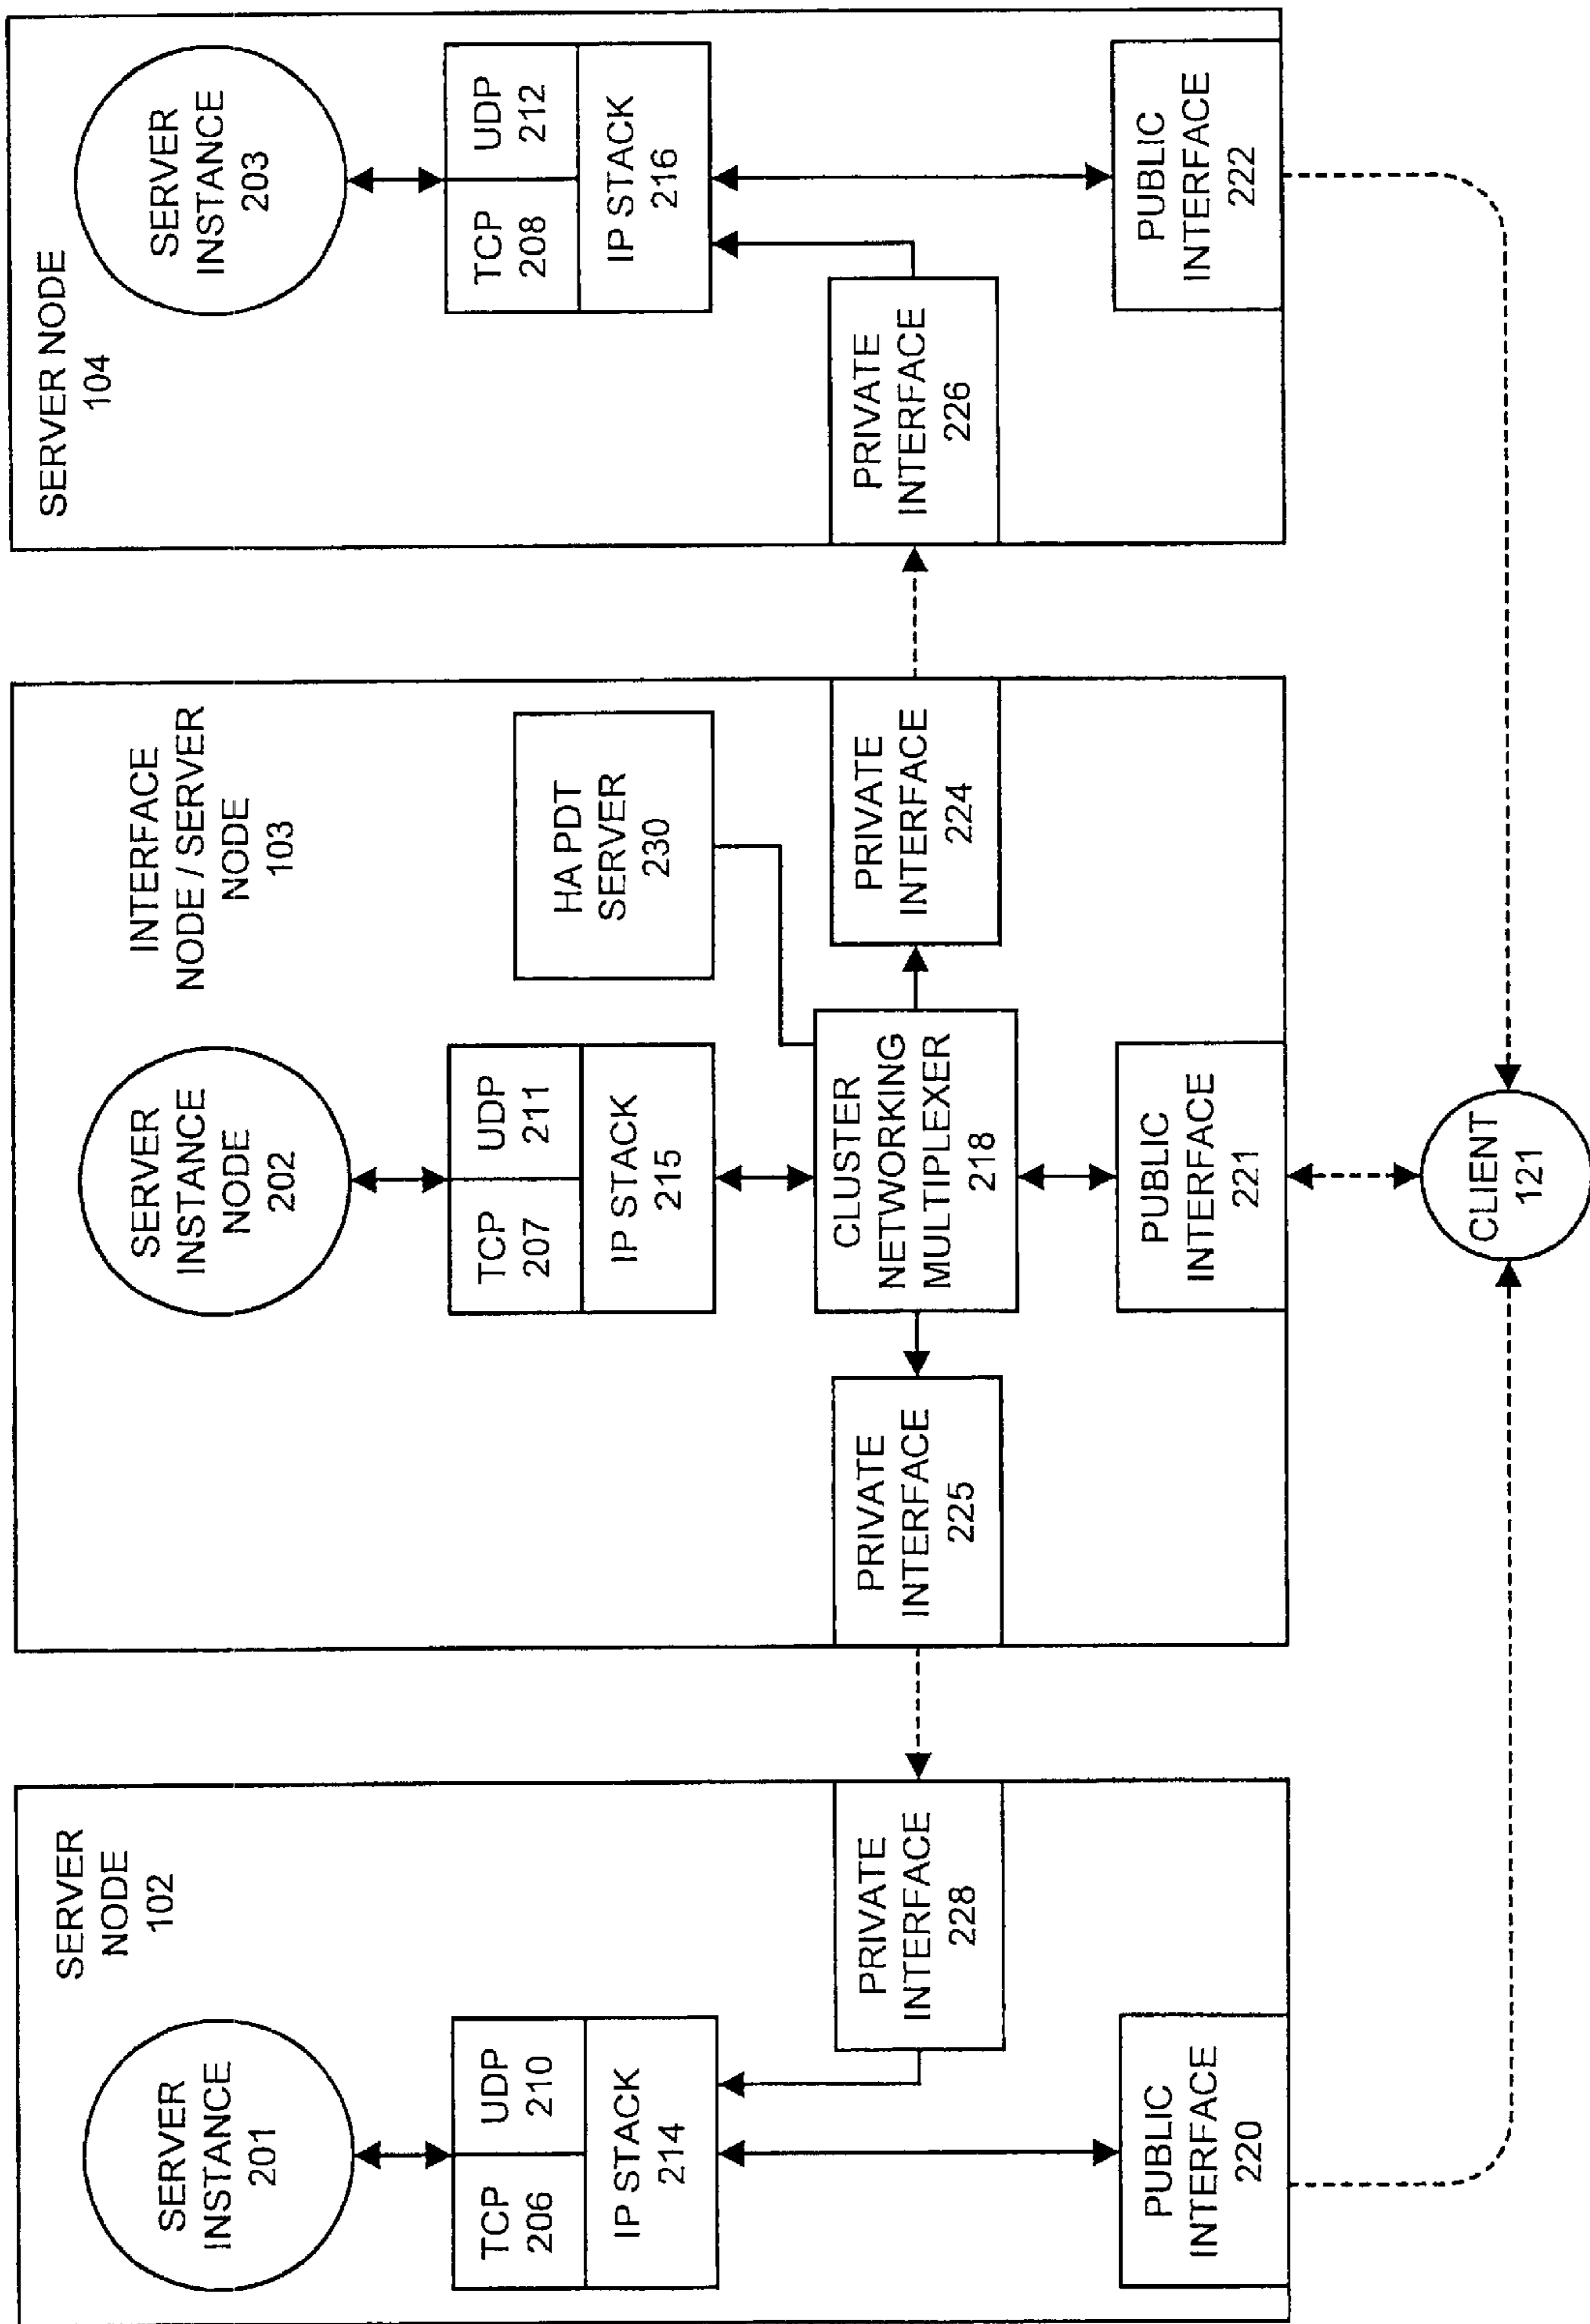 SERVER
NODE
102
SERVER
INSTANCE
201
TCP
206
UDP
210
IP STACK
214
PRIVATE
INTERFACE
228
PUBLIC
INTERFACE
220
INTERFACE
NODE / SERVER
NODE
103
SERVER
INSTANCE
NODE
202
TCP
207
UDP
211
IP STACK
215
HA PDT
SERVER
230
PRIVATE
INTERFACE
225
CLUSTER
NETWORKING
MULTIPLEXER
218
PRIVATE
INTERFACE
224
PUBLIC
INTERFACE
221
SERVER NODE
104
SERVER
INSTANCE
203
TCP
208
UDP
212
IP STACK
216
PRIVATE
INTERFACE
226
PUBLIC
INTERFACE
222
CLIENT
121